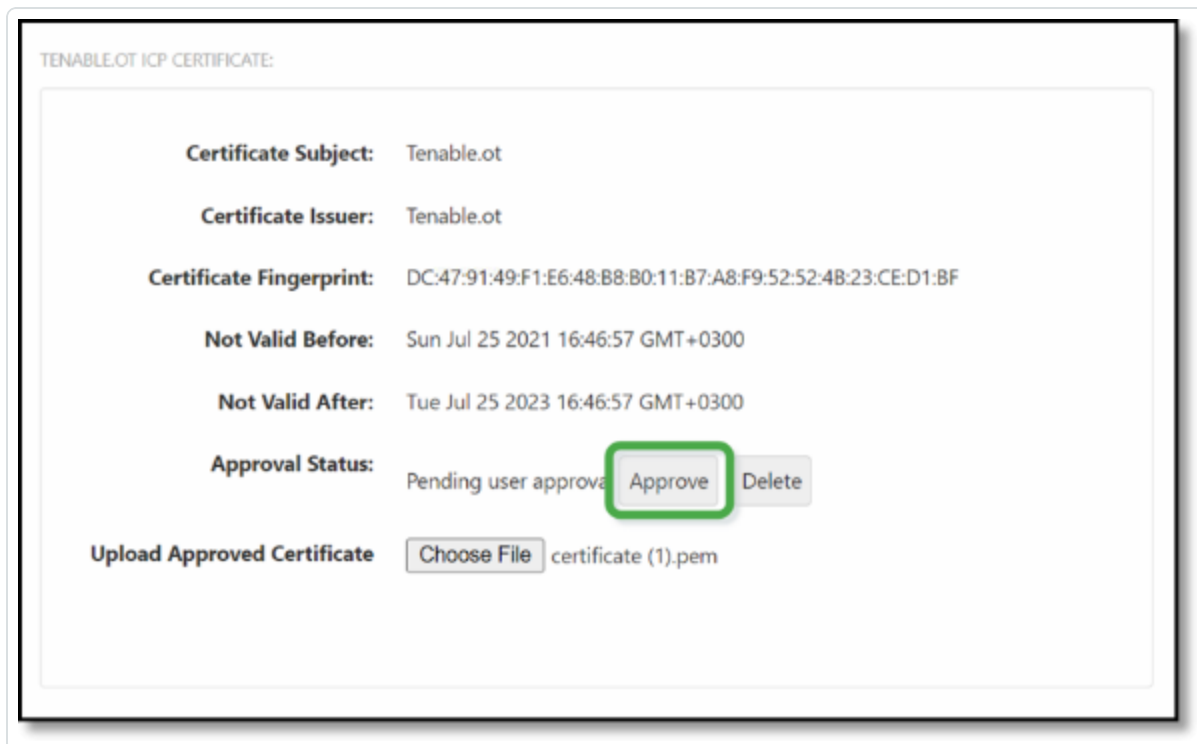 TENABLE.OT ICP CERTIFICATE:
Certificate Subject: Tenable.ot
Certificate Issuer: Tenable.ot
Certificate Fingerprint: DC:47:91:49:F1:E6:48:B8:B0:11:B7:A8:F9:52:52:4B:23:CE:D1:BF
Not Valid Before: Sun Jul 25 2021 16:46:57 GMT+0300
Not Valid After: Tue Jul 25 2023 16:46:57 GMT+0300
Approval Status: Pending user approva Approve Delete
Upload Approved Certificate Choose File certificate (1).pem